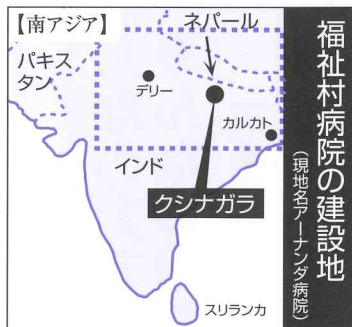 福祉村病院の建設地
(現地名アーナンダ病院)
【南アジア】
ネパール
パキス
タン
デリー
カルカト
インド
クシナガラ
スリランカ